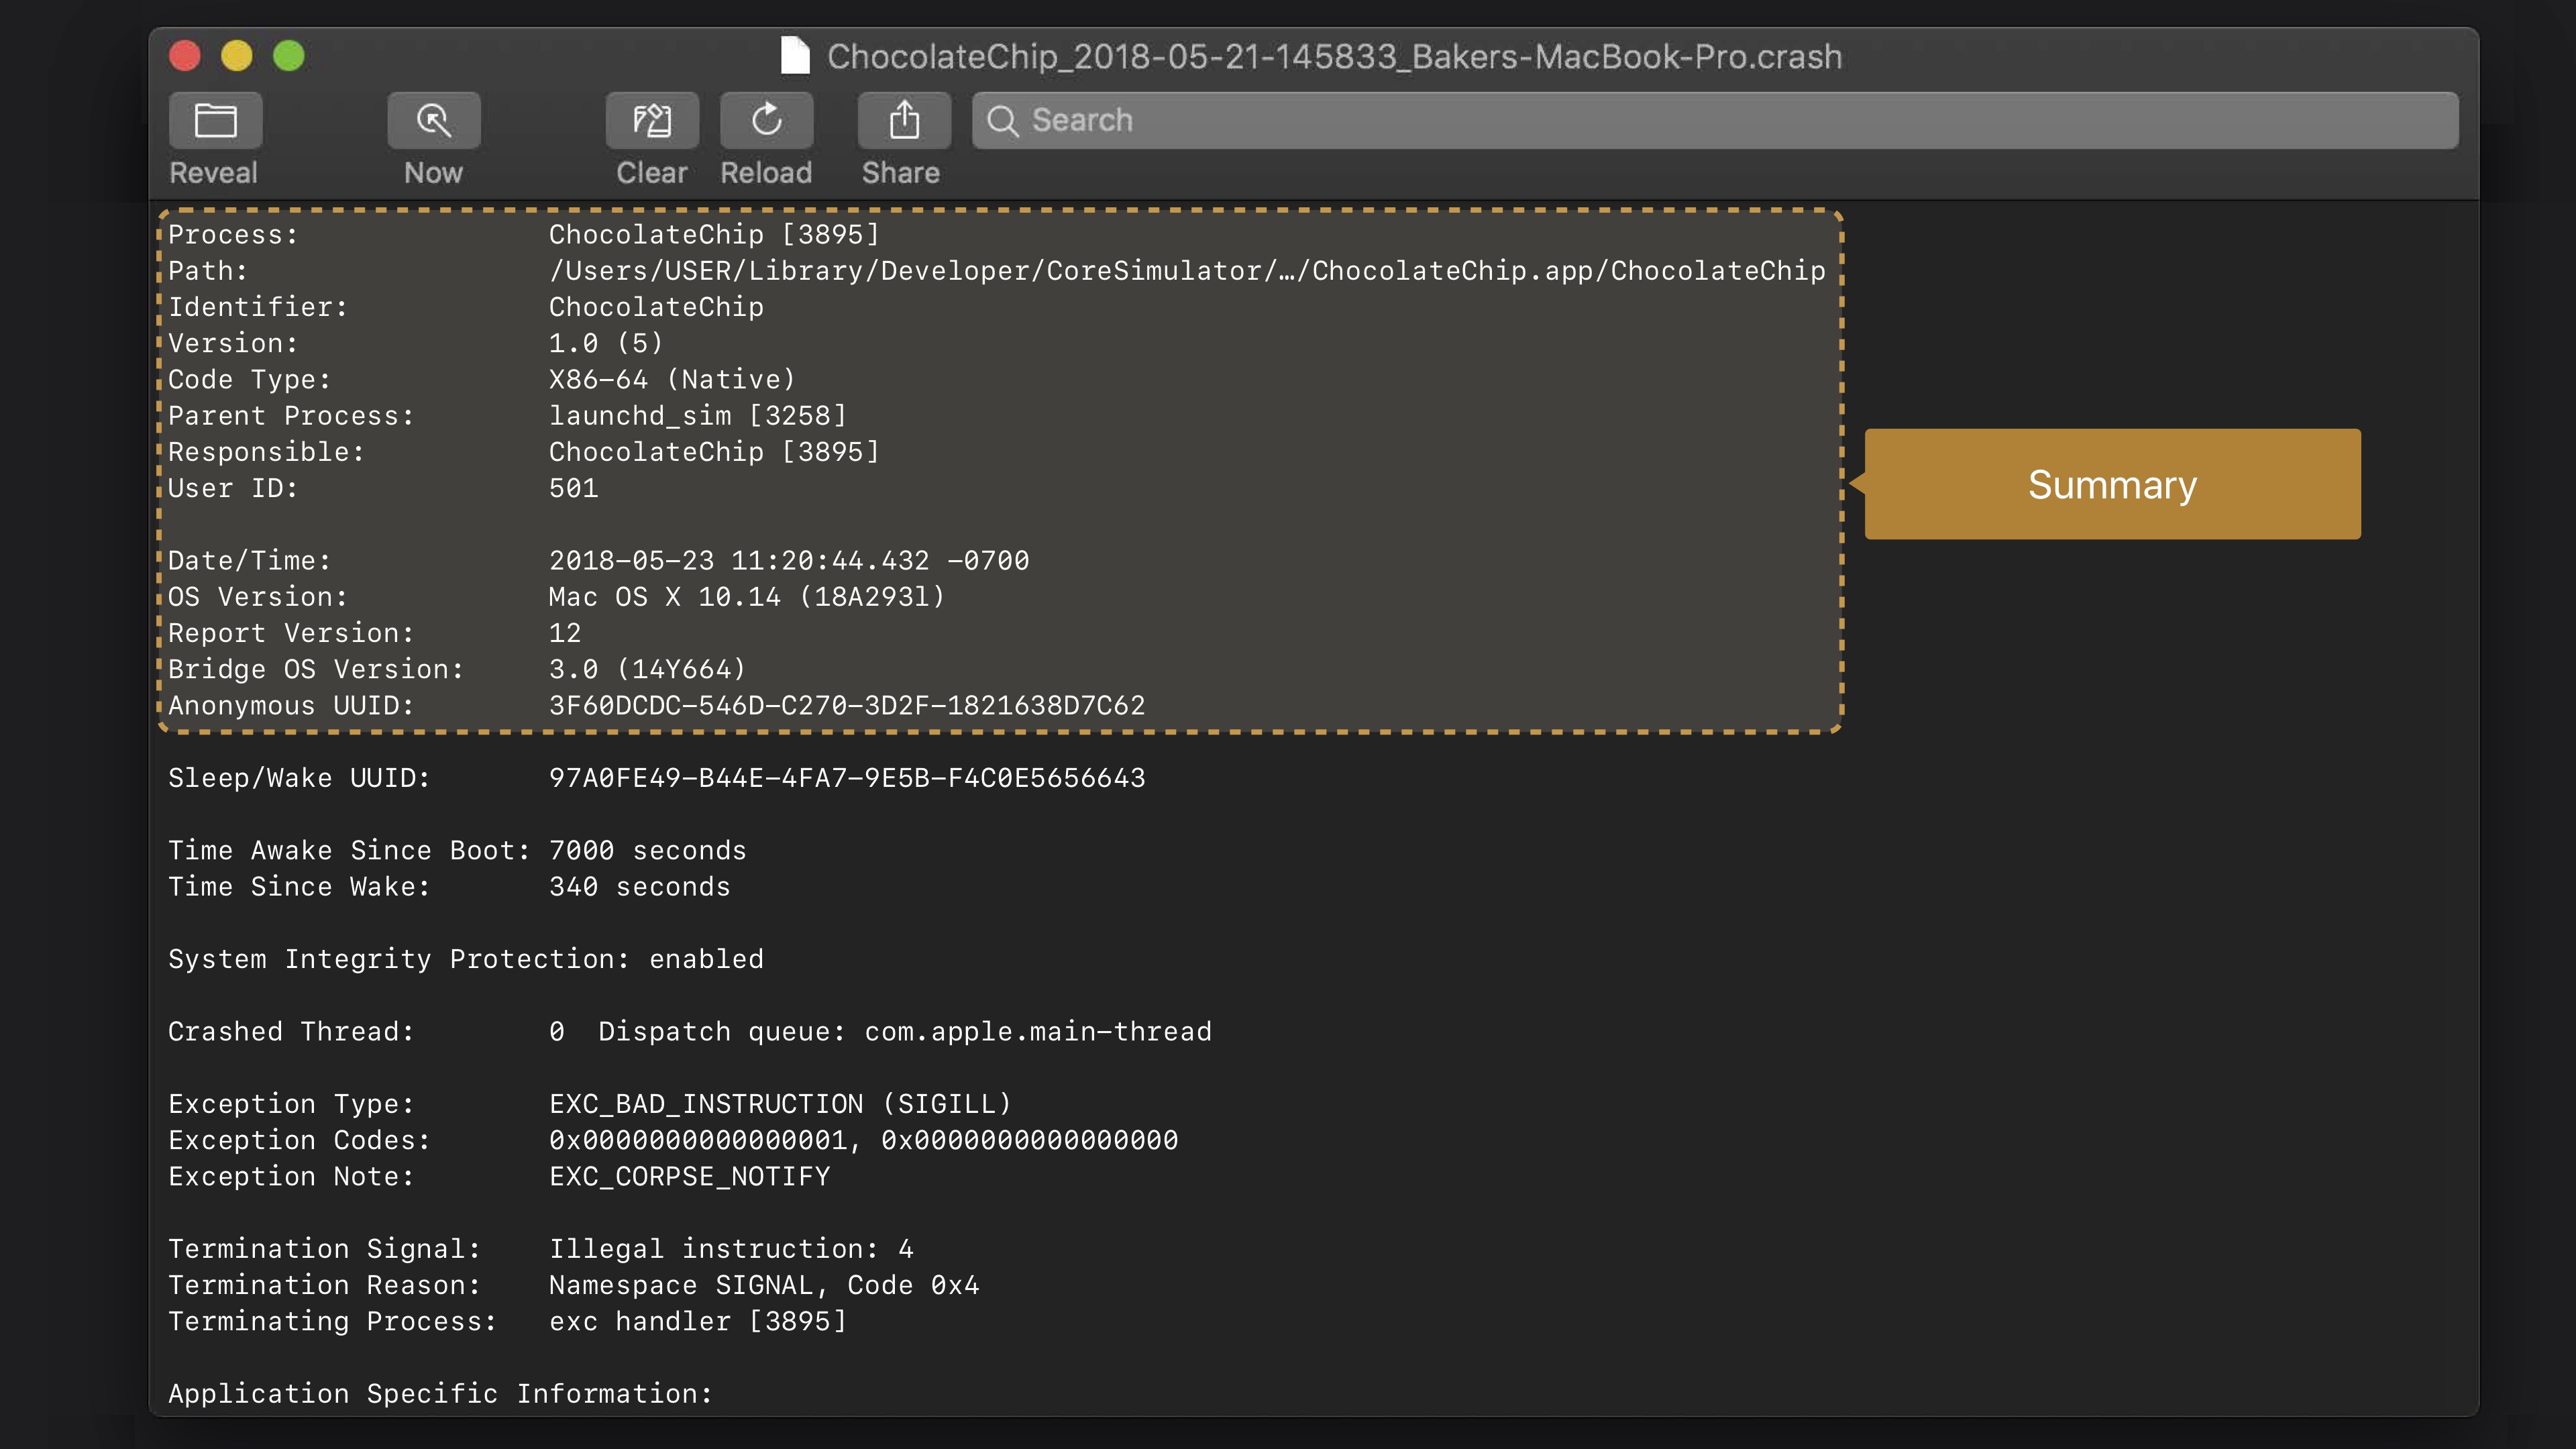 ChocolateChip_2018-05-21-145833_Bakers-MacBook-Pro.crash
Search
Reveal Now Clear Reload Share
Process: ChocolateChip [3895]
Path: /Users/USER/Library/Developer/CoreSimulator/…/ChocolateChip.app/ChocolateChip
Identifier: ChocolateChip
Version: 1.0 (5)
Code Type: X86-64 (Native)
Parent Process: launchd_sim [3258]
Responsible: ChocolateChip [3895]
User ID: 501
Summary
Date/Time: 2018-05-23 11:20:44.432 -0700
OS Version: Mac OS X 10.14 (18A293l)
Report Version: 12
Bridge OS Version: 3.0 (14Y664)
Anonymous UUID: 3F60DCDC-546D-C270-3D2F-1821638D7C62
Sleep/Wake UUID: 97A0FE49-B44E-4FA7-9E5B-F4C0E5656643
Time Awake Since Boot: 7000 seconds
Time Since Wake: 340 seconds
System Integrity Protection: enabled
Crashed Thread: 0 Dispatch queue: com.apple.main-thread
Exception Type: EXC_BAD_INSTRUCTION (SIGILL)
Exception Codes: 0x0000000000000001, 0x0000000000000000
Exception Note: EXC_CORPSE_NOTIFY
Termination Signal: Illegal instruction: 4
Termination Reason: Namespace SIGNAL, Code 0x4
Terminating Process: exc handler [3895]
Application Specific Information: